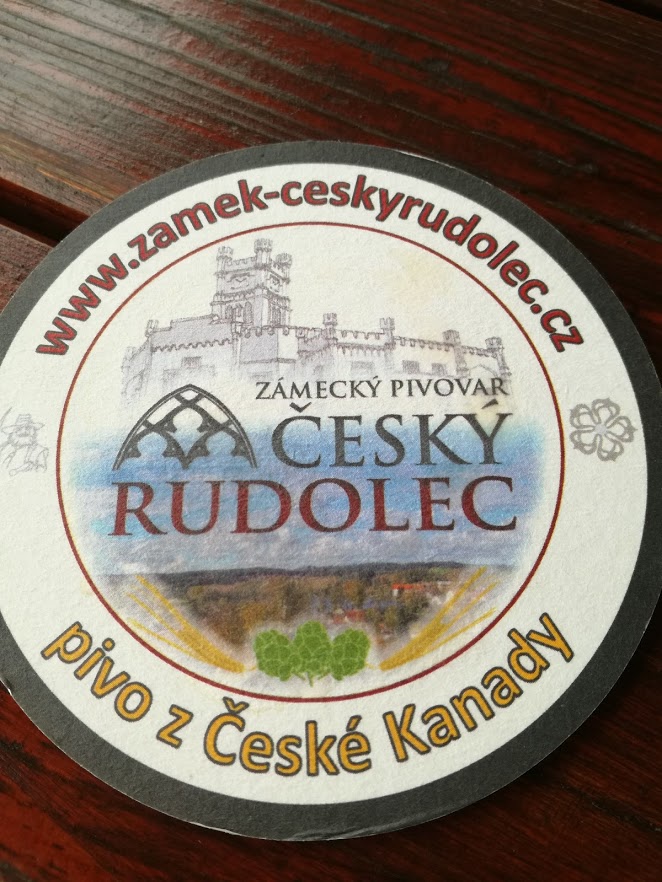 www.zamek-ceskyrudolec.cz
ZÁMECKÝ PIVOVAR
ČESKÝ
RUDOLEC
pivo z České Kanady